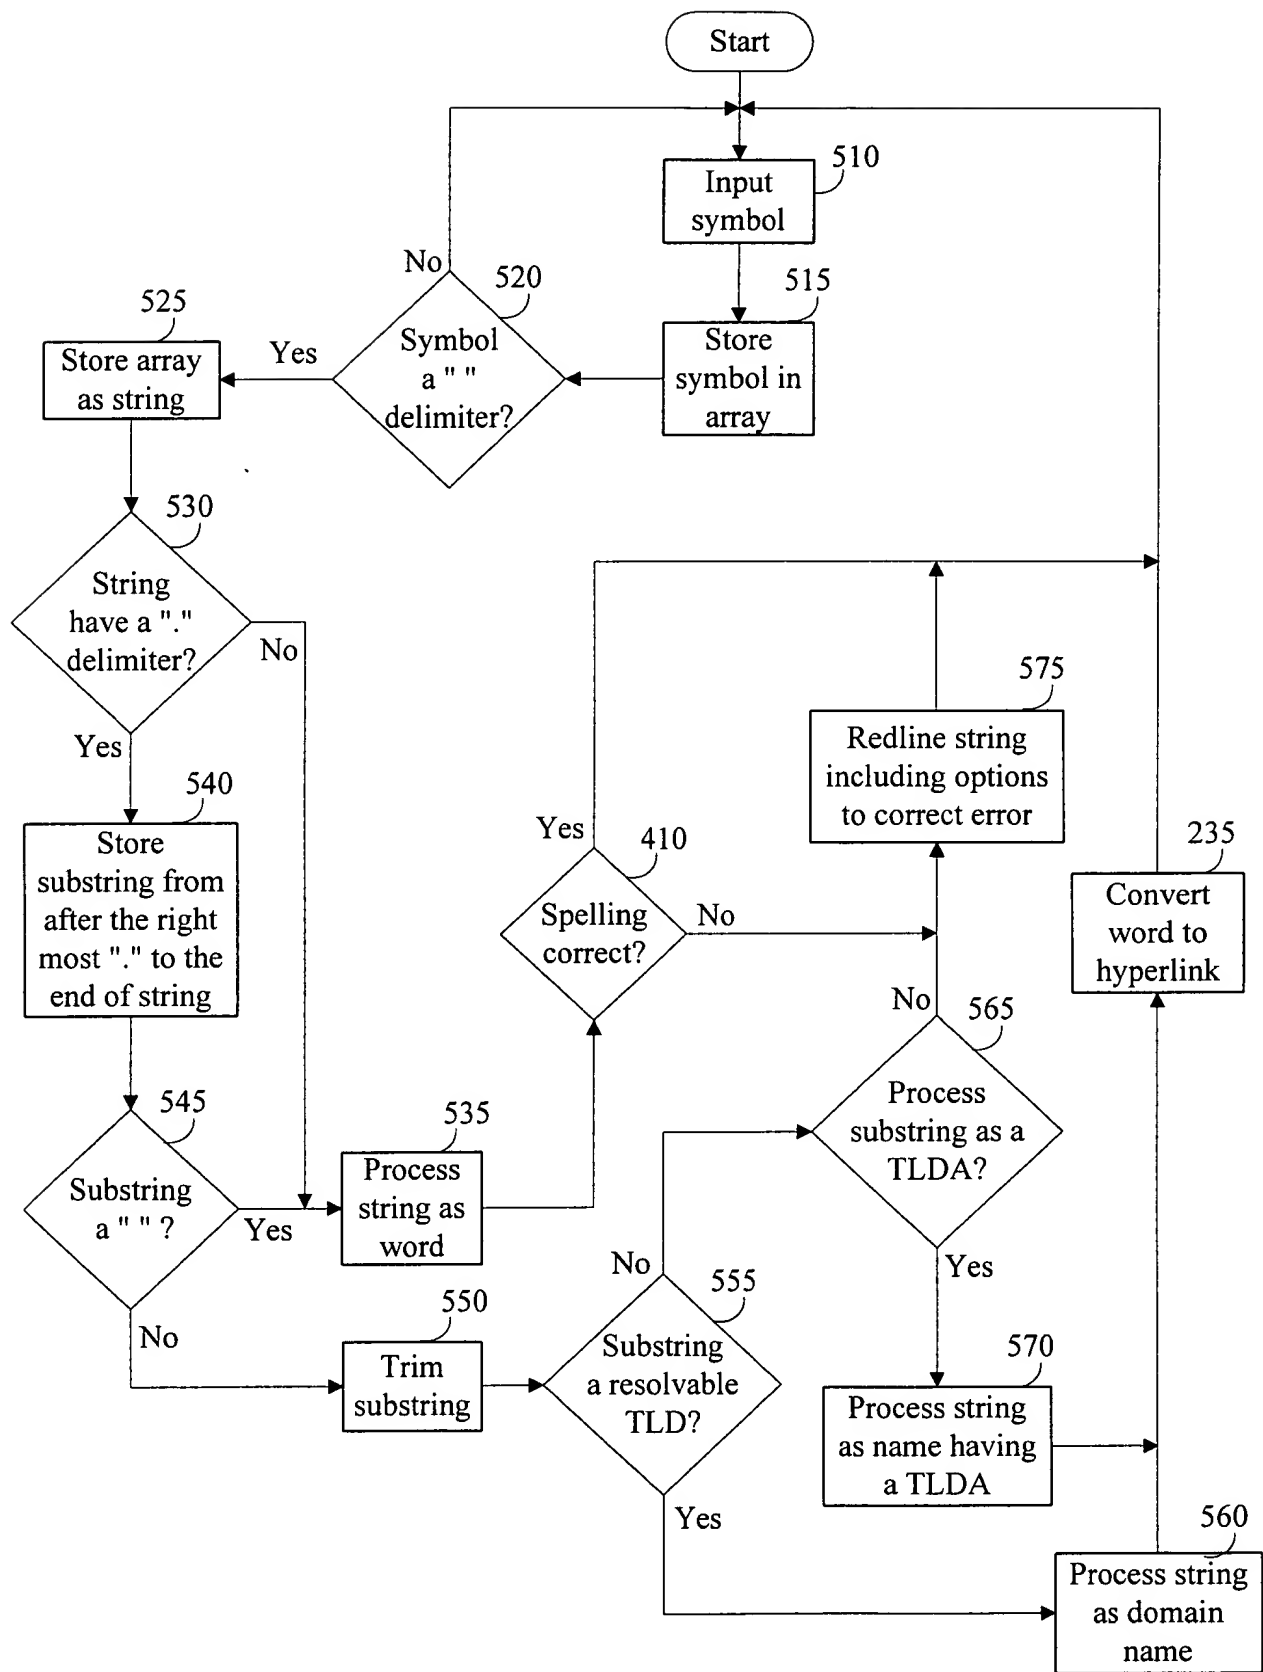 Start
510
Input
symbol
515
Store
symbol in
array
520
No
Symbol
a " "
delimiter?
Yes
525
Store array
as string
530
String
have a "."
delimiter?
No
Yes
540
Store
substring from
after the right
most "." to the
end of string
545
Substring
a " " ?
Yes
No
535
Process
string as
word
410
Yes
Spelling
correct?
No
575
Redline string
including options
to correct error
235
Convert
word to
hyperlink
550
Trim
substring
555
No
Substring
a resolvable
TLD?
Yes
565
No
Process
substring as a
TLDA?
Yes
570
Process string
as name having
a TLDA
560
Process string
as domain
name